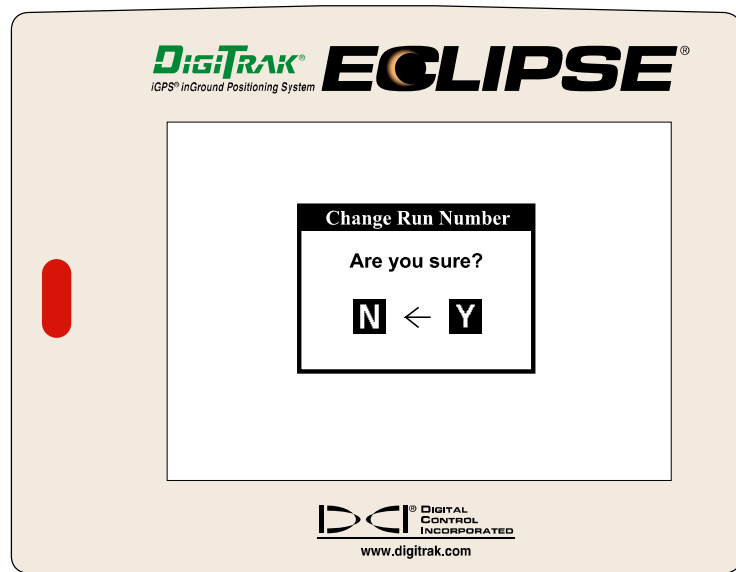 DIGITRAK® ECLIPSE®
iGPS® inGround Positioning System
Change Run Number
Are you sure?
N ← Y
DCI® DIGITAL
CONTROL
INCORPORATED
www.digitrak.com